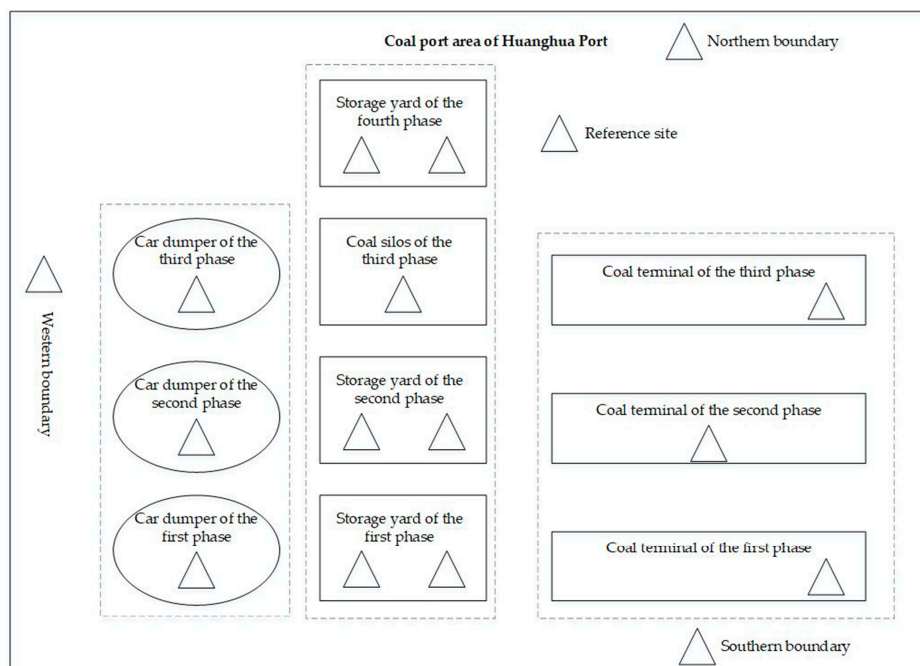 Coal port area of Huanghua Port
Northern boundary
Storage yard of the
fourth phase
Reference site
Car dumper of the
third phase
Coal silos of the
third phase
Coal terminal of the third phase
Western boundary
Car dumper of the
second phase
Storage yard of the
second phase
Coal terminal of the second phase
Car dumper of the
first phase
Storage yard of the
first phase
Coal terminal of the first phase
Southern boundary